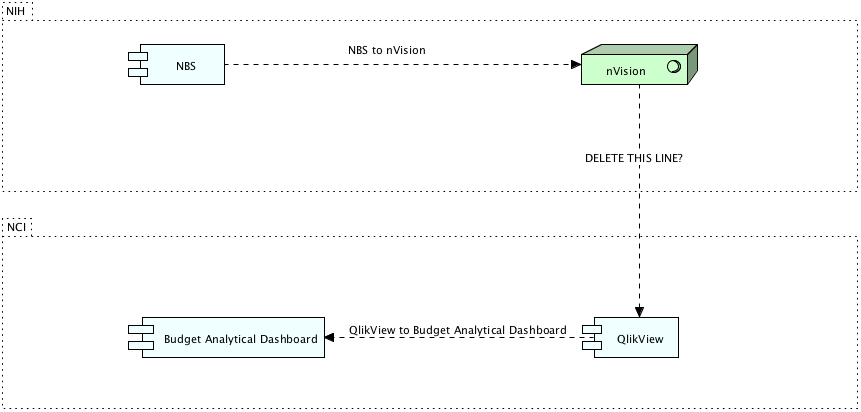 NIH
NBS to nVision
NBS
nVision
DELETE THIS LINE?
NCI
QlikView to Budget Analytical Dashboard
Budget Analytical Dashboard
QlikView